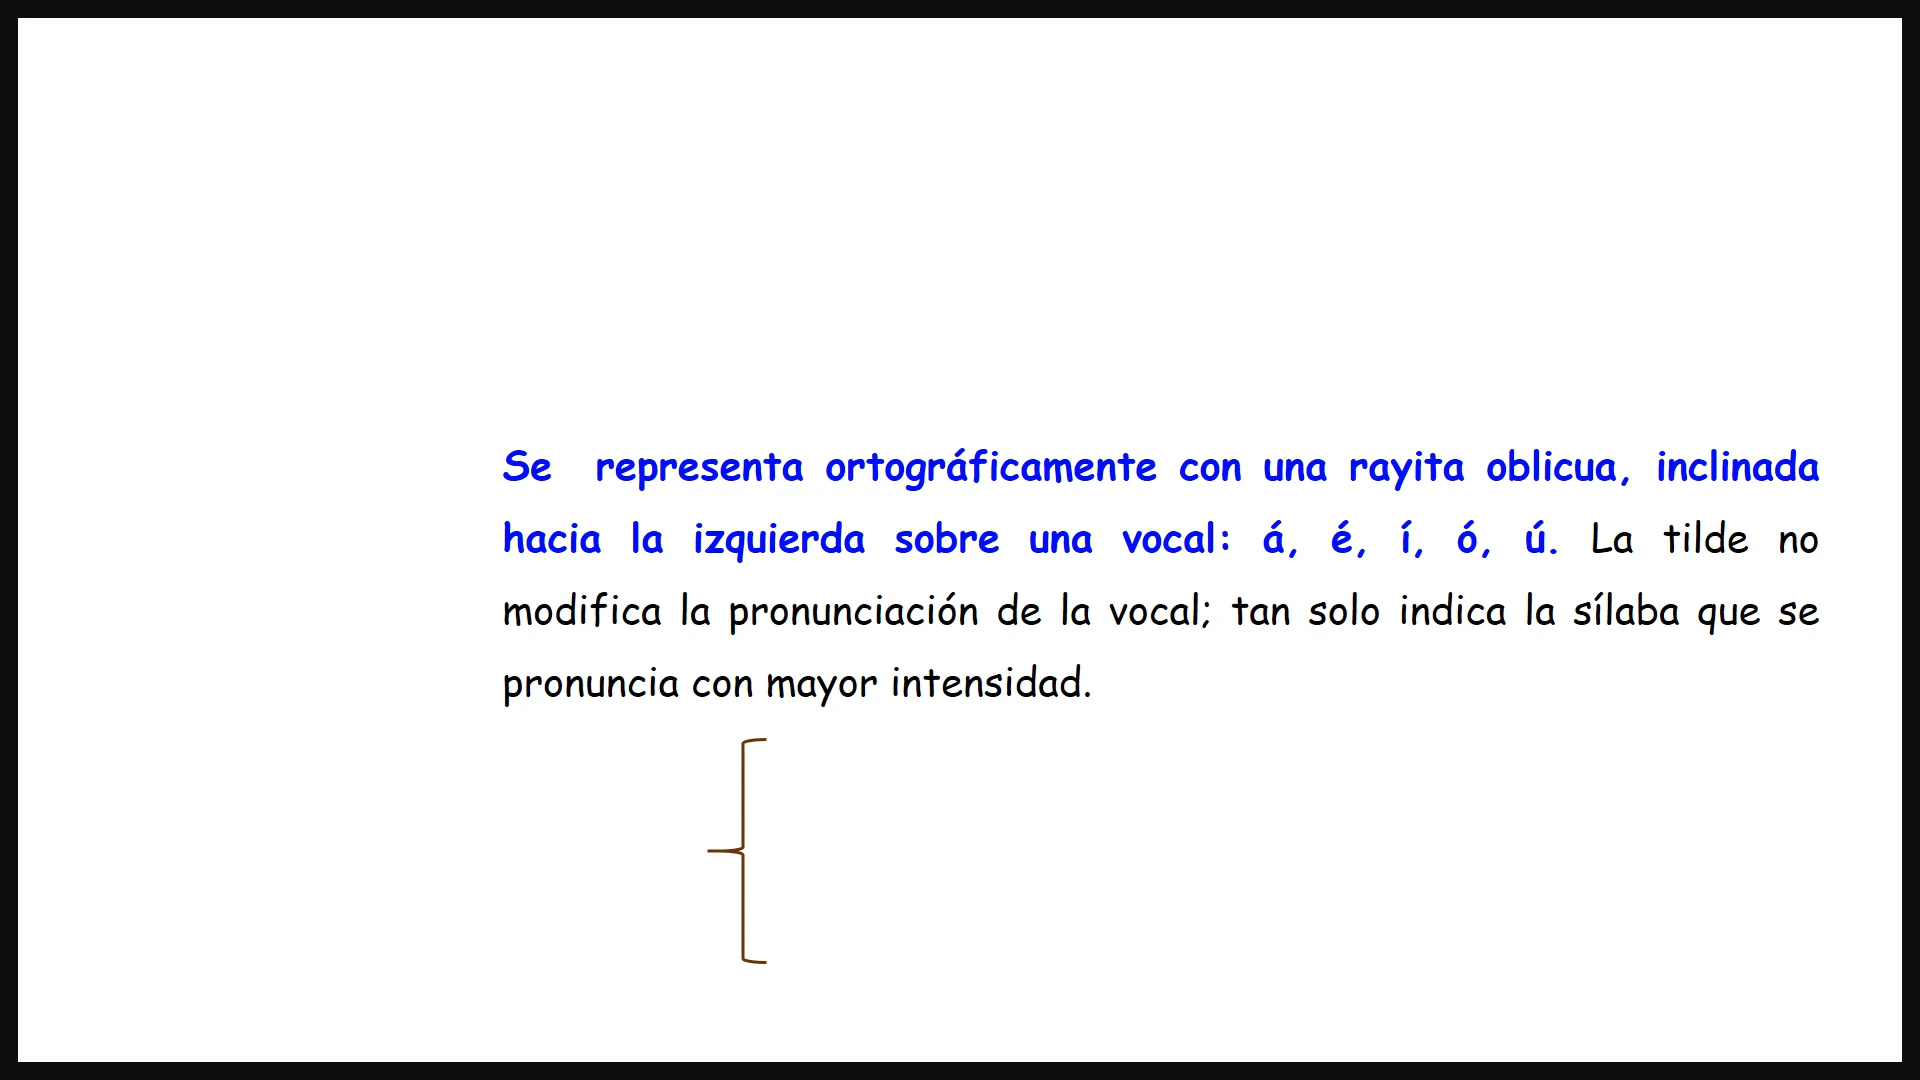 Se representa ortográficamente con una rayita oblicua, inclinada
hacia la izquierda sobre una vocal: á, é, í, ó, ú. La tilde no
modifica la pronunciación de la vocal; tan solo indica la sílaba que se
pronuncia con mayor intensidad.